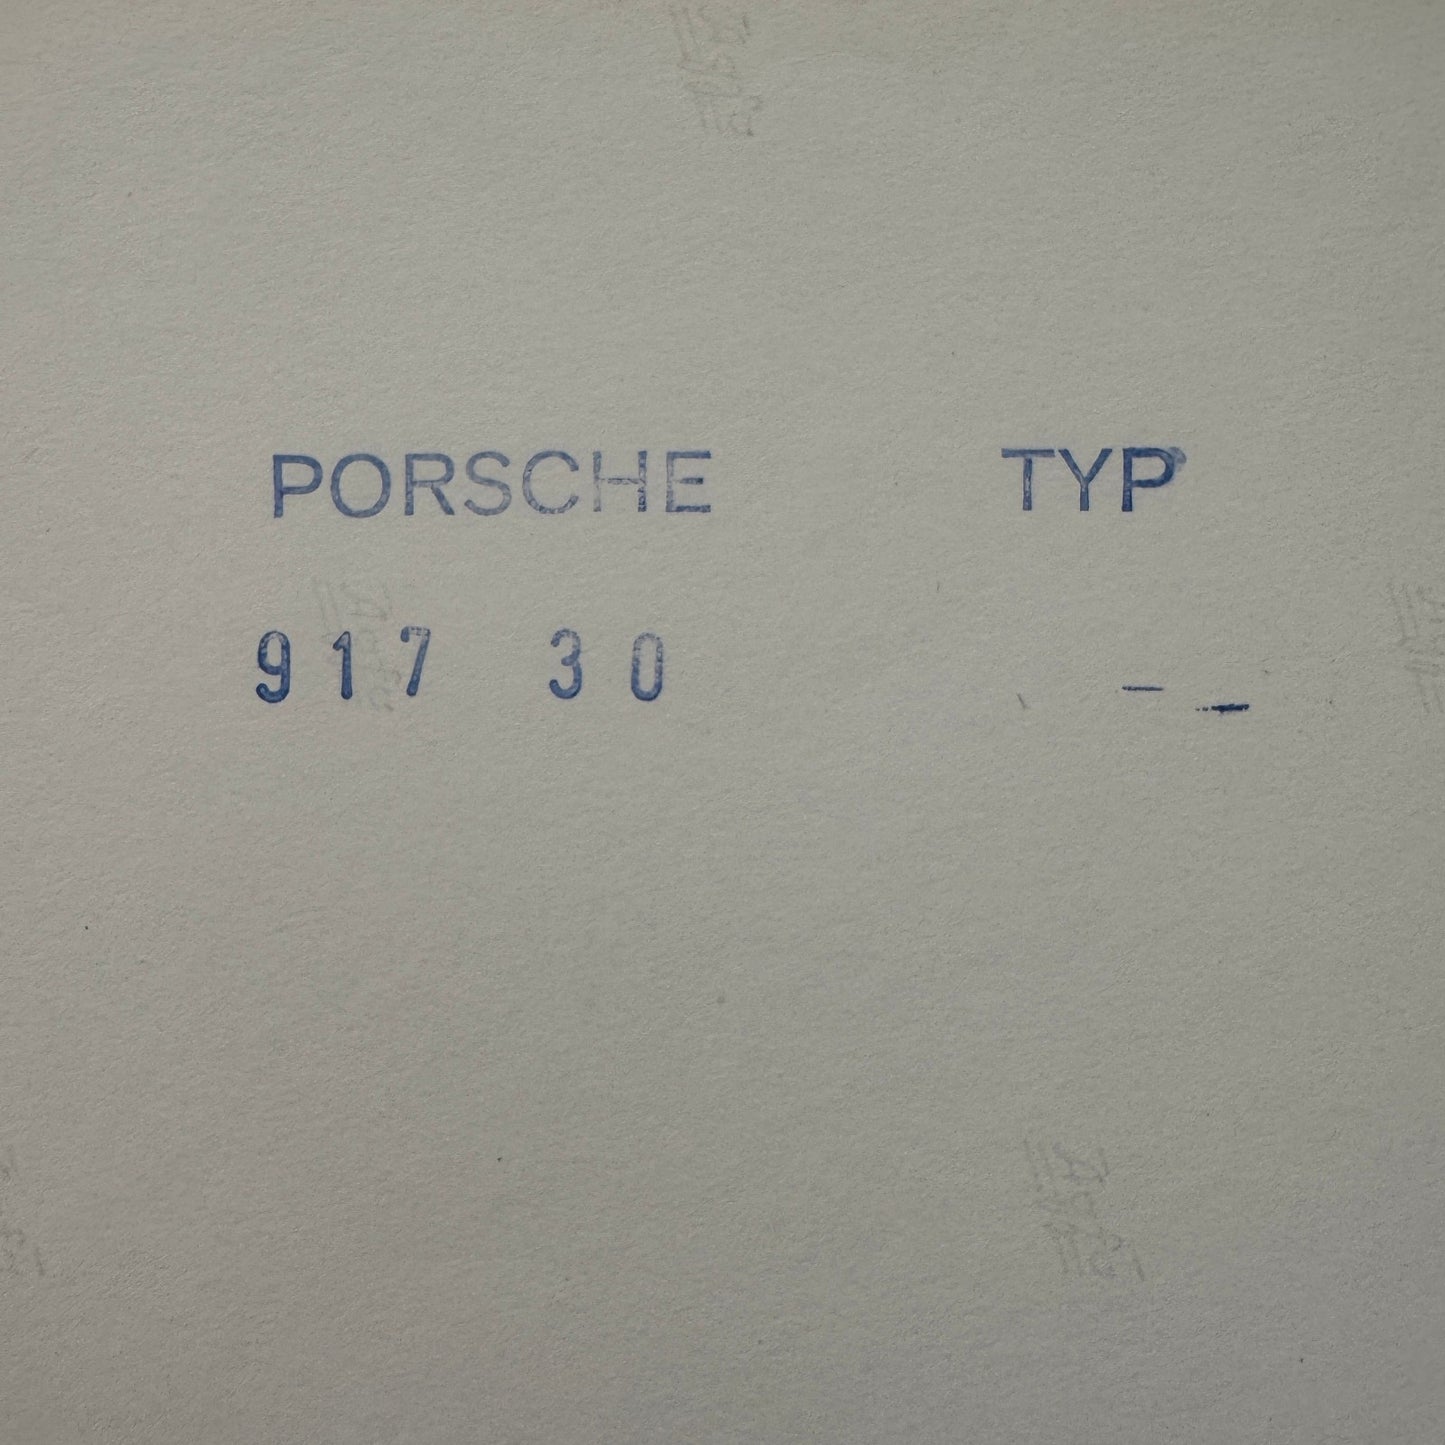 PORSCHE TYP
917 30 – _